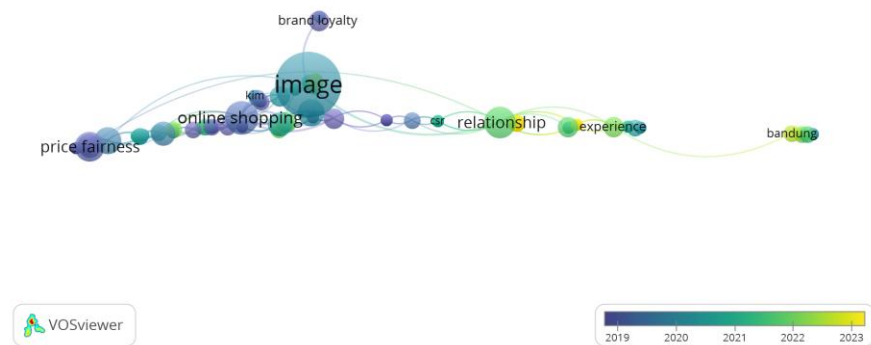 brand loyalty
image
kim
online shopping
csr
relationship
experience
bandung
price fairness
VOSviewer
2019 2020 2021 2022 2023